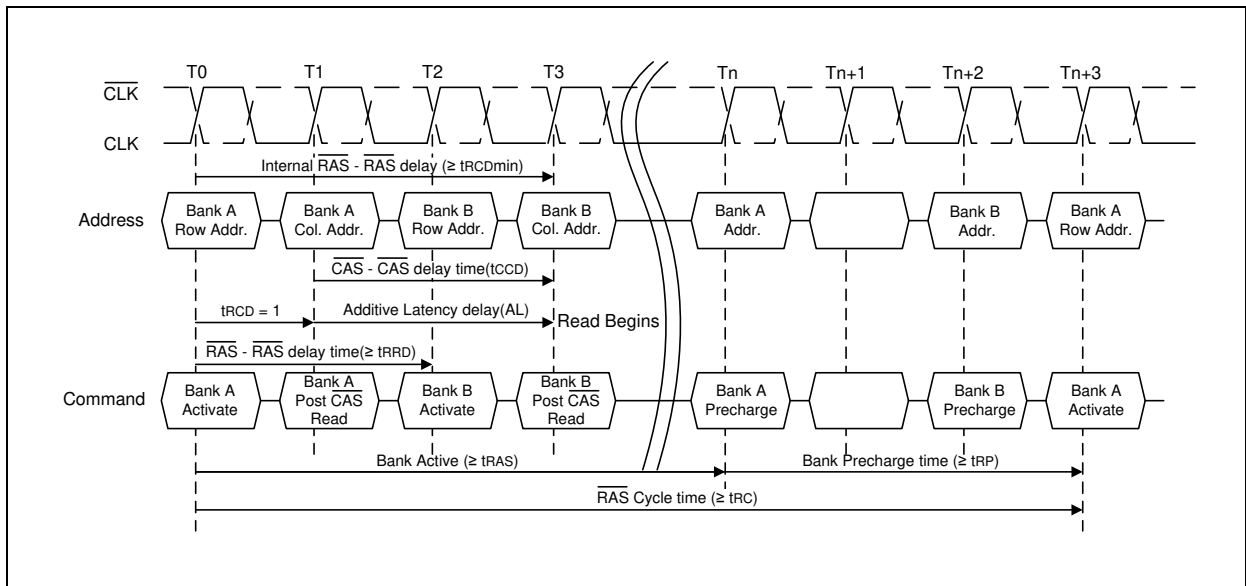 T0 T1 T2 T3 Tn Tn+1 Tn+2 Tn+3
CLK
CLK
Internal RAS - RAS delay (≥ tRCDmin)
Address
Bank A
Row Addr.
Bank A
Col. Addr.
Bank B
Row Addr.
Bank B
Col. Addr.
Bank A
Addr.
Bank B
Addr.
Bank A
Row Addr.
CAS - CAS delay time(tCCD)
tRCD = 1
Additive Latency delay(AL)
Read Begins
RAS - RAS delay time(≥ tRRD)
Command
Bank A
Activate
Bank A
Post CAS
Read
Bank B
Activate
Bank B
Post CAS
Read
Bank A
Precharge
Bank B
Precharge
Bank A
Activate
Bank Active (≥ tRAS)
Bank Precharge time (≥ tRP)
RAS Cycle time (≥ tRC)